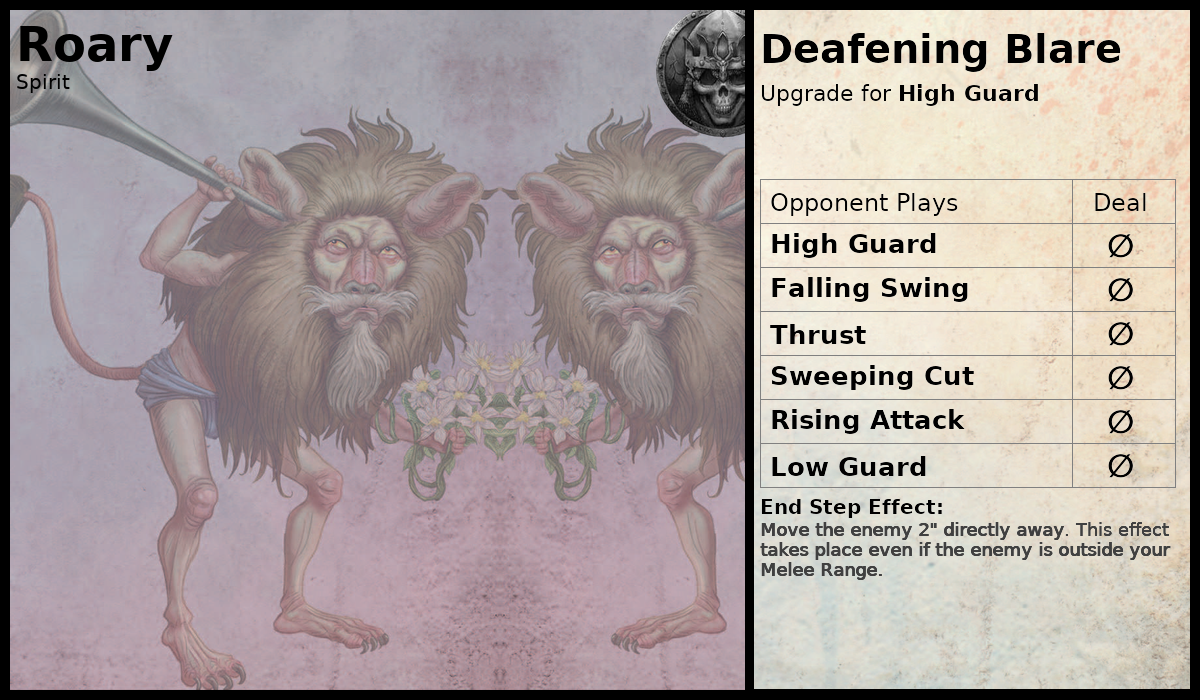 Roary
Spirit
Deafening Blare
Upgrade for High Guard
Opponent Plays Deal
High Guard ∅
Falling Swing ∅
Thrust ∅
Sweeping Cut ∅
Rising Attack ∅
Low Guard ∅
End Step Effect:
Move the enemy 2" directly away. This effect
takes place even if the enemy is outside your
Melee Range.